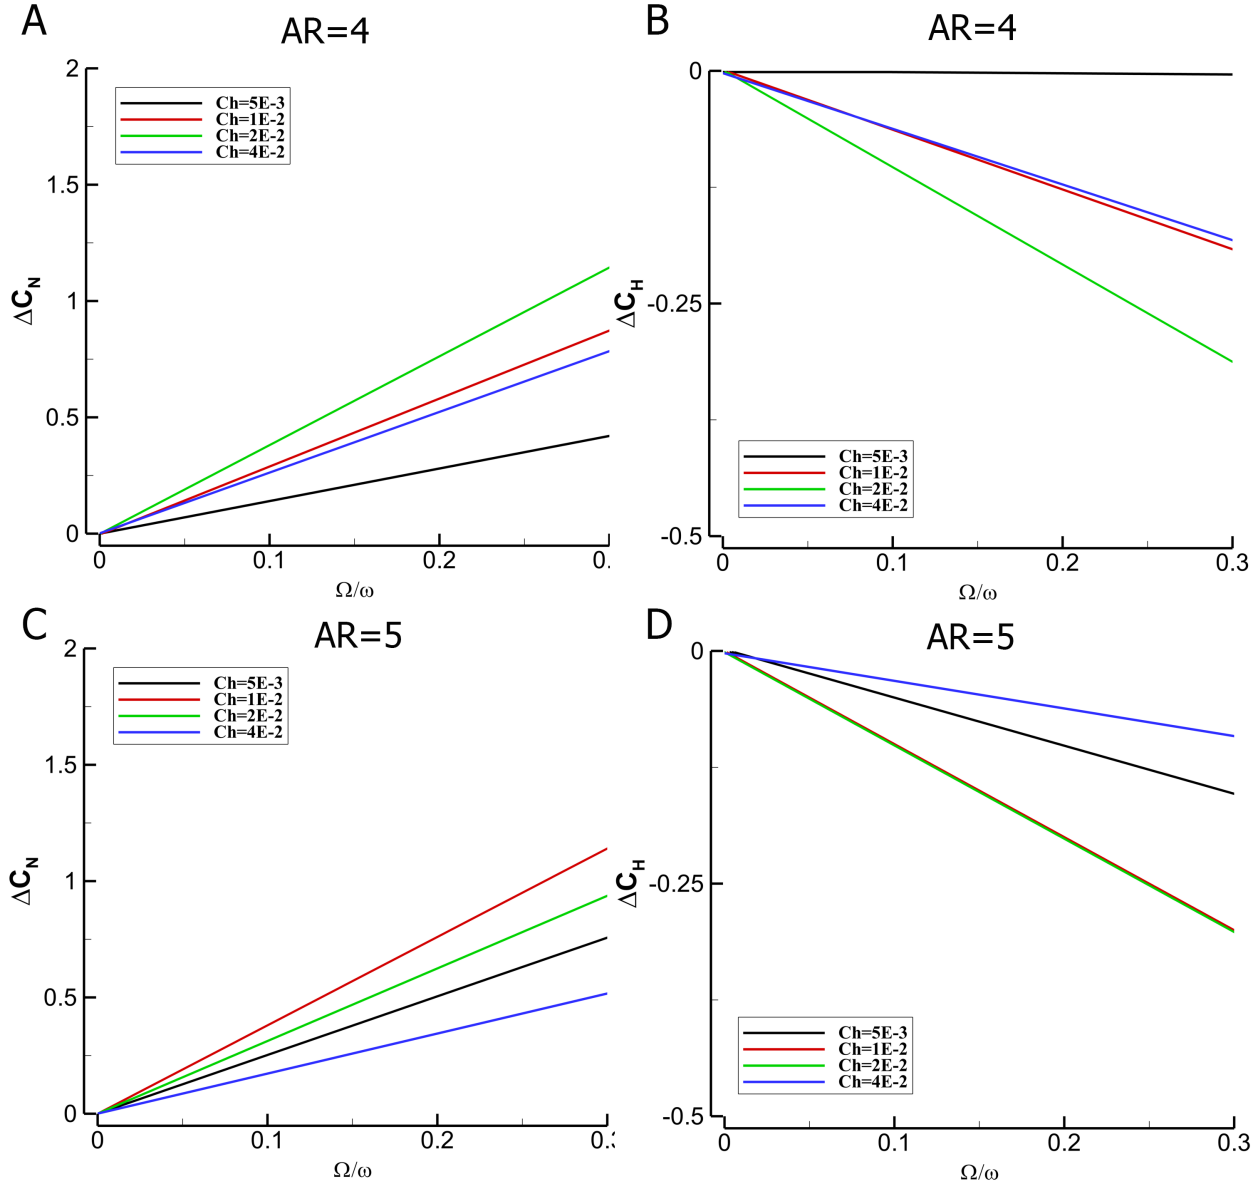 A
AR=4
2
1.5
1
0.5
0
ΔC_N
Ch=5E-3
Ch=1E-2
Ch=2E-2
Ch=4E-2
0
0.1
0.2
0.
Ω/ω
B
AR=4
0
-0.25
-0.5
ΔC_H
Ch=5E-3
Ch=1E-2
Ch=2E-2
Ch=4E-2
0
0.1
0.2
0.3
Ω/ω
C
AR=5
2
1.5
1
0.5
0
ΔC_N
Ch=5E-3
Ch=1E-2
Ch=2E-2
Ch=4E-2
0
0.1
0.2
0.
Ω/ω
D
AR=5
0
-0.25
-0.5
ΔC_H
Ch=5E-3
Ch=1E-2
Ch=2E-2
Ch=4E-2
0
0.1
0.2
0.3
Ω/ω